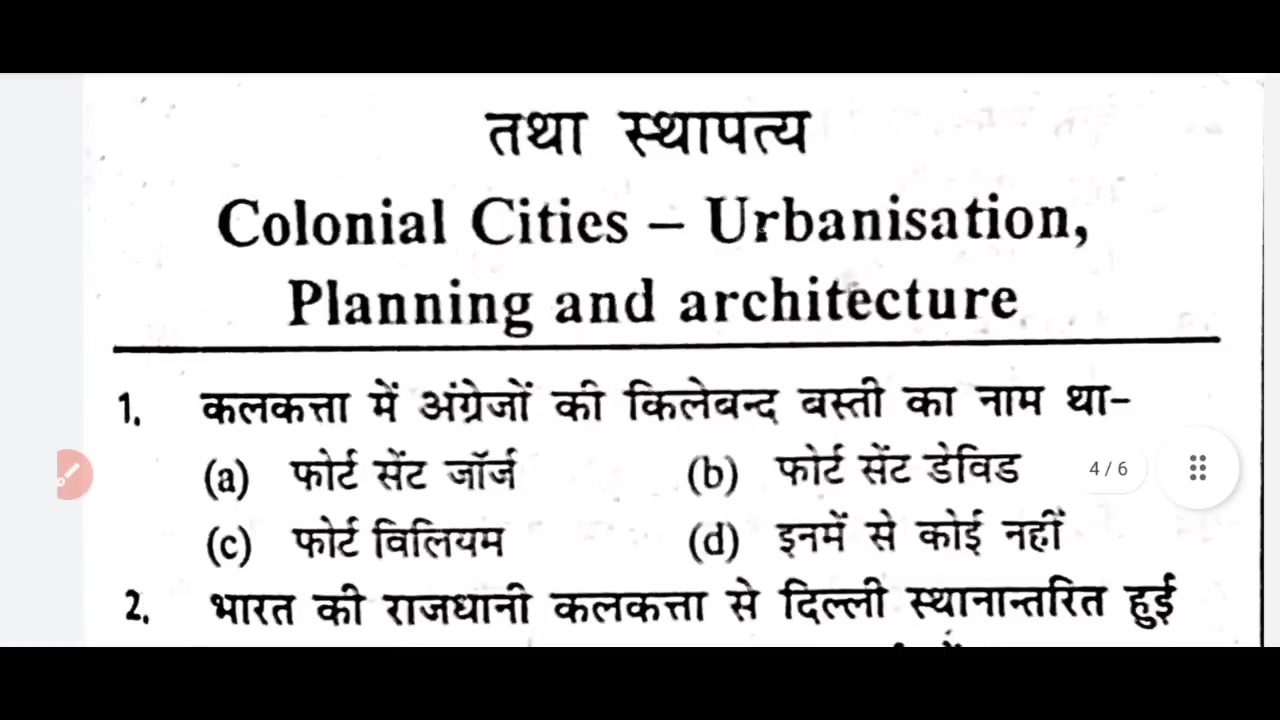 तथा स्थापत्य
Colonial Cities – Urbanisation,
Planning and architecture
1. कलकत्ता में अंग्रेजों की किलेबन्द बस्ती का नाम था-
(a) फोर्ट सेंट जॉर्ज (b) फोर्ट सेंट डेविड
4 / 6
(c) फोर्ट विलियम (d) इनमें से कोई नहीं
2. भारत की राजधानी कलकत्ता से दिल्ली स्थानान्तरित हुई